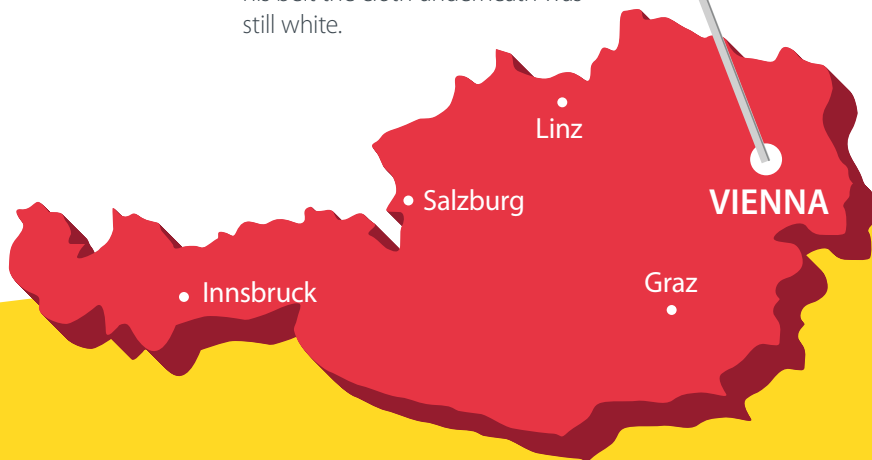 still white.
Linz
Salzburg
VIENNA
Graz
Innsbruck